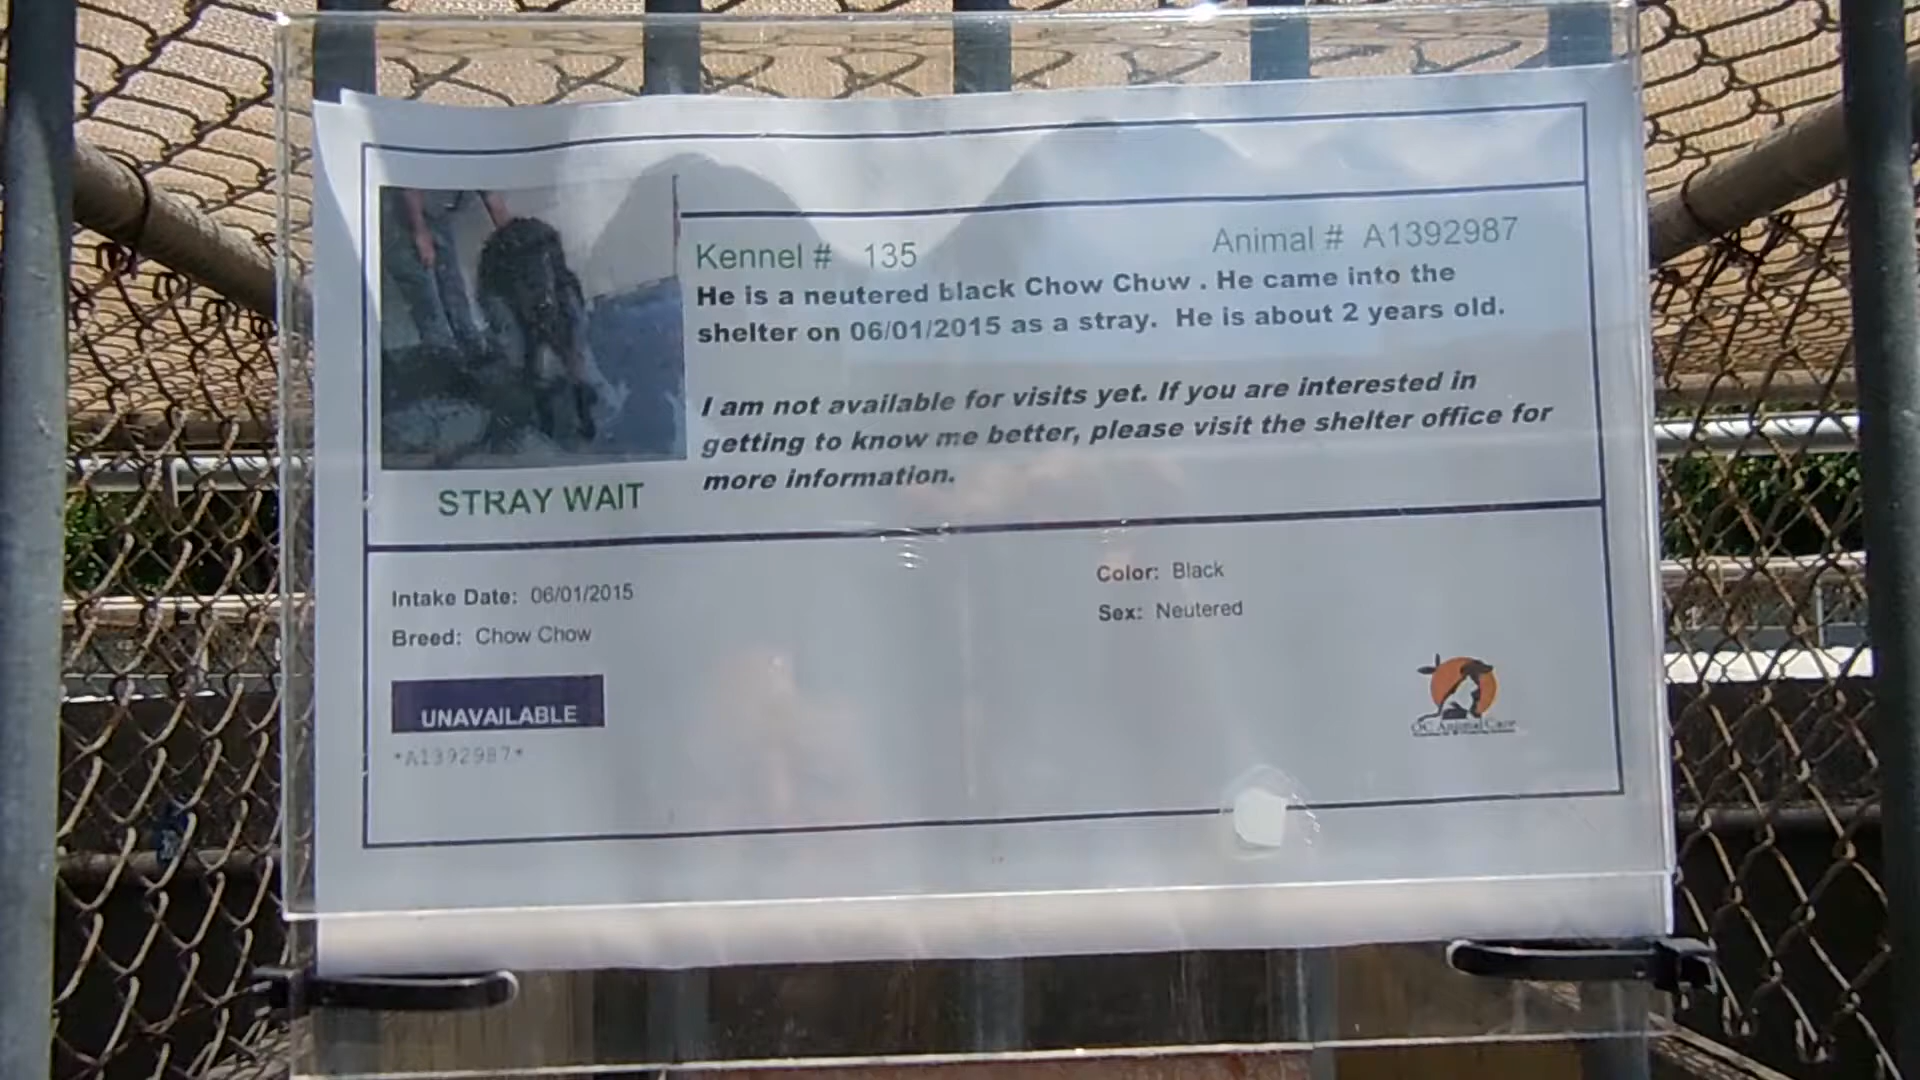 Kennel # 135 Animal # A1392987
He is a neutered black Chow Chow . He came into the
shelter on 06/01/2015 as a stray. He is about 2 years old.
I am not available for visits yet. If you are interested in
getting to know me better, please visit the shelter office for
more information.
STRAY WAIT
Intake Date: 06/01/2015
Breed: Chow Chow
Color: Black
Sex: Neutered
UNAVAILABLE
*A1392987*
OC Animal Care